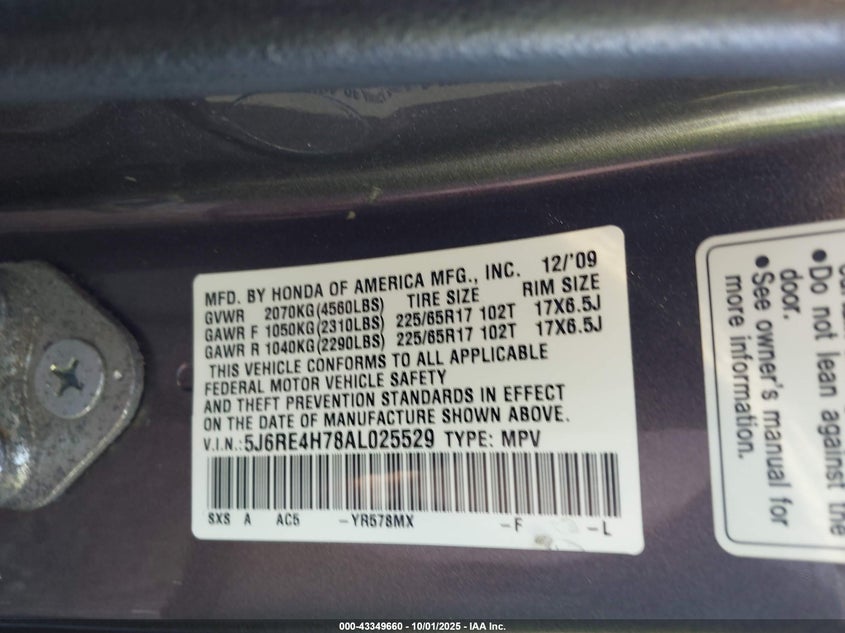 MFD. BY HONDA OF AMERICA MFG., INC. 12/'09
GVWR 2070KG(4560LBS) TIRE SIZE RIM SIZE
GAWR F 1050KG(2310LBS) 225/65R17 102T 17X6.5J
GAWR R 1040KG(2290LBS) 225/65R17 102T 17X6.5J
THIS VEHICLE CONFORMS TO ALL APPLICABLE
FEDERAL MOTOR VEHICLE SAFETY
AND THEFT PREVENTION STANDARDS IN EFFECT
ON THE DATE OF MANUFACTURE SHOWN ABOVE.
V.I.N.:5J6RE4H78AL025529 TYPE: MPV
SXS A AC5 -YR578MX -F -L
● Do not lean against the
door.
● See owner's manual for
more information.
000-43349660 - 10/01/2025 - IAA Inc.